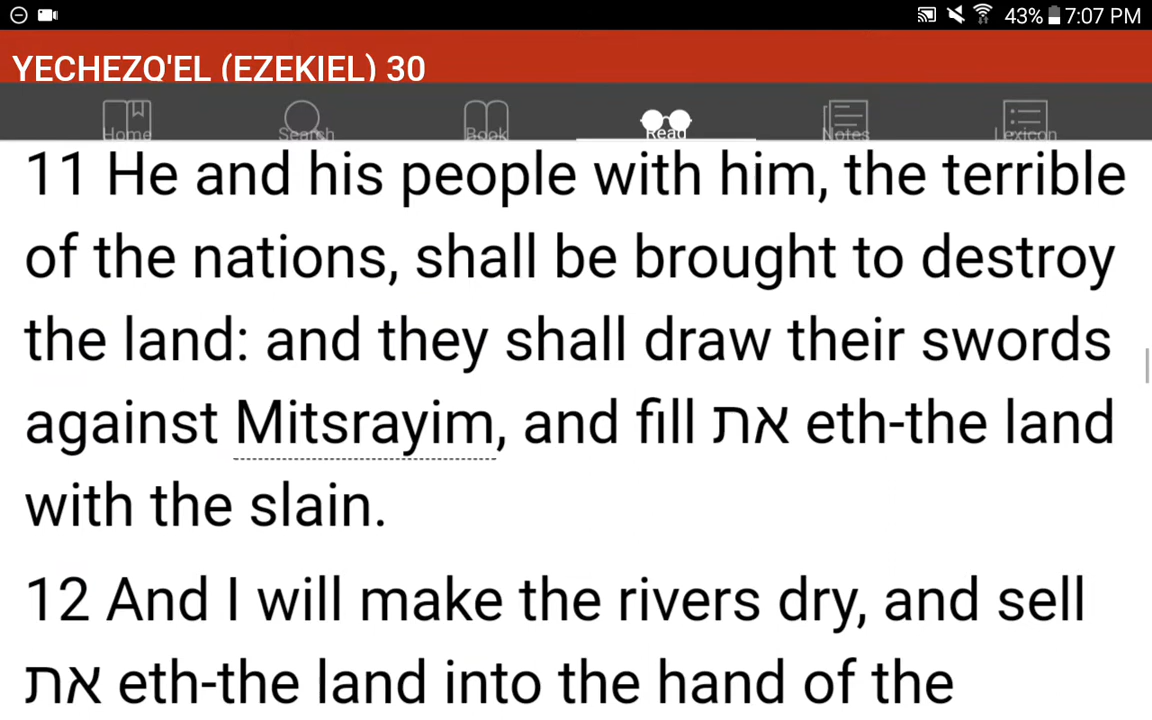 43% 7:07 PM
YECHEZQ'EL (EZEKIEL) 30
Home Search Book Read Notes Lexicon
11 He and his people with him, the terrible
of the nations, shall be brought to destroy
the land: and they shall draw their swords
against Mitsrayim, and fill את eth-the land
with the slain.
12 And I will make the rivers dry, and sell
את eth-the land into the hand of the